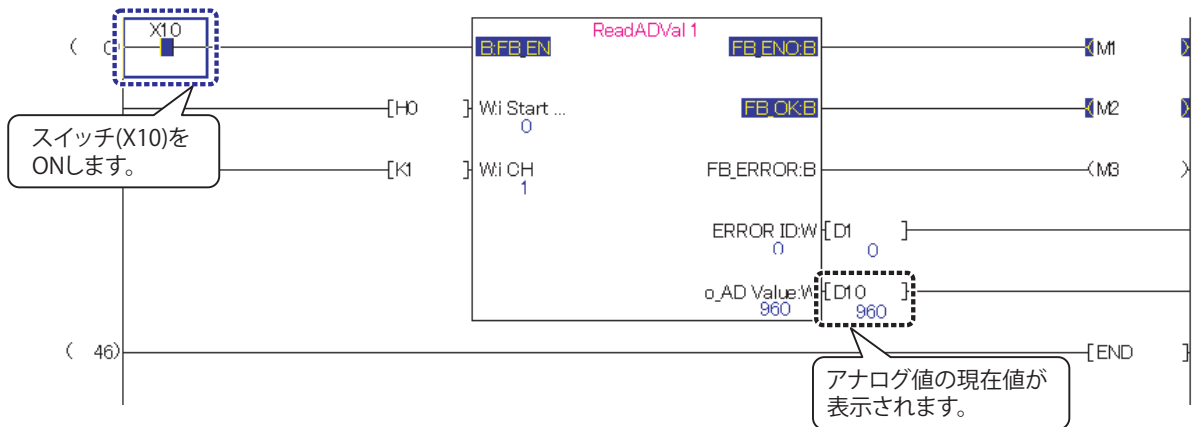 X10
ReadADVal 1
( 0)
B:FB_EN
FB_ENO:B
M1
[H0 ]
W:i Start ...
0
FB_OK:B
M2
スイッチ(X10)を
ONします。
[K1 ]
W:i CH
1
FB_ERROR:B
(M3 )
ERROR ID:W
0
[D1 ]
0
o_AD Value:W
960
[D10 ]
960
( 46)
[END ]
アナログ値の現在値が
表示されます。